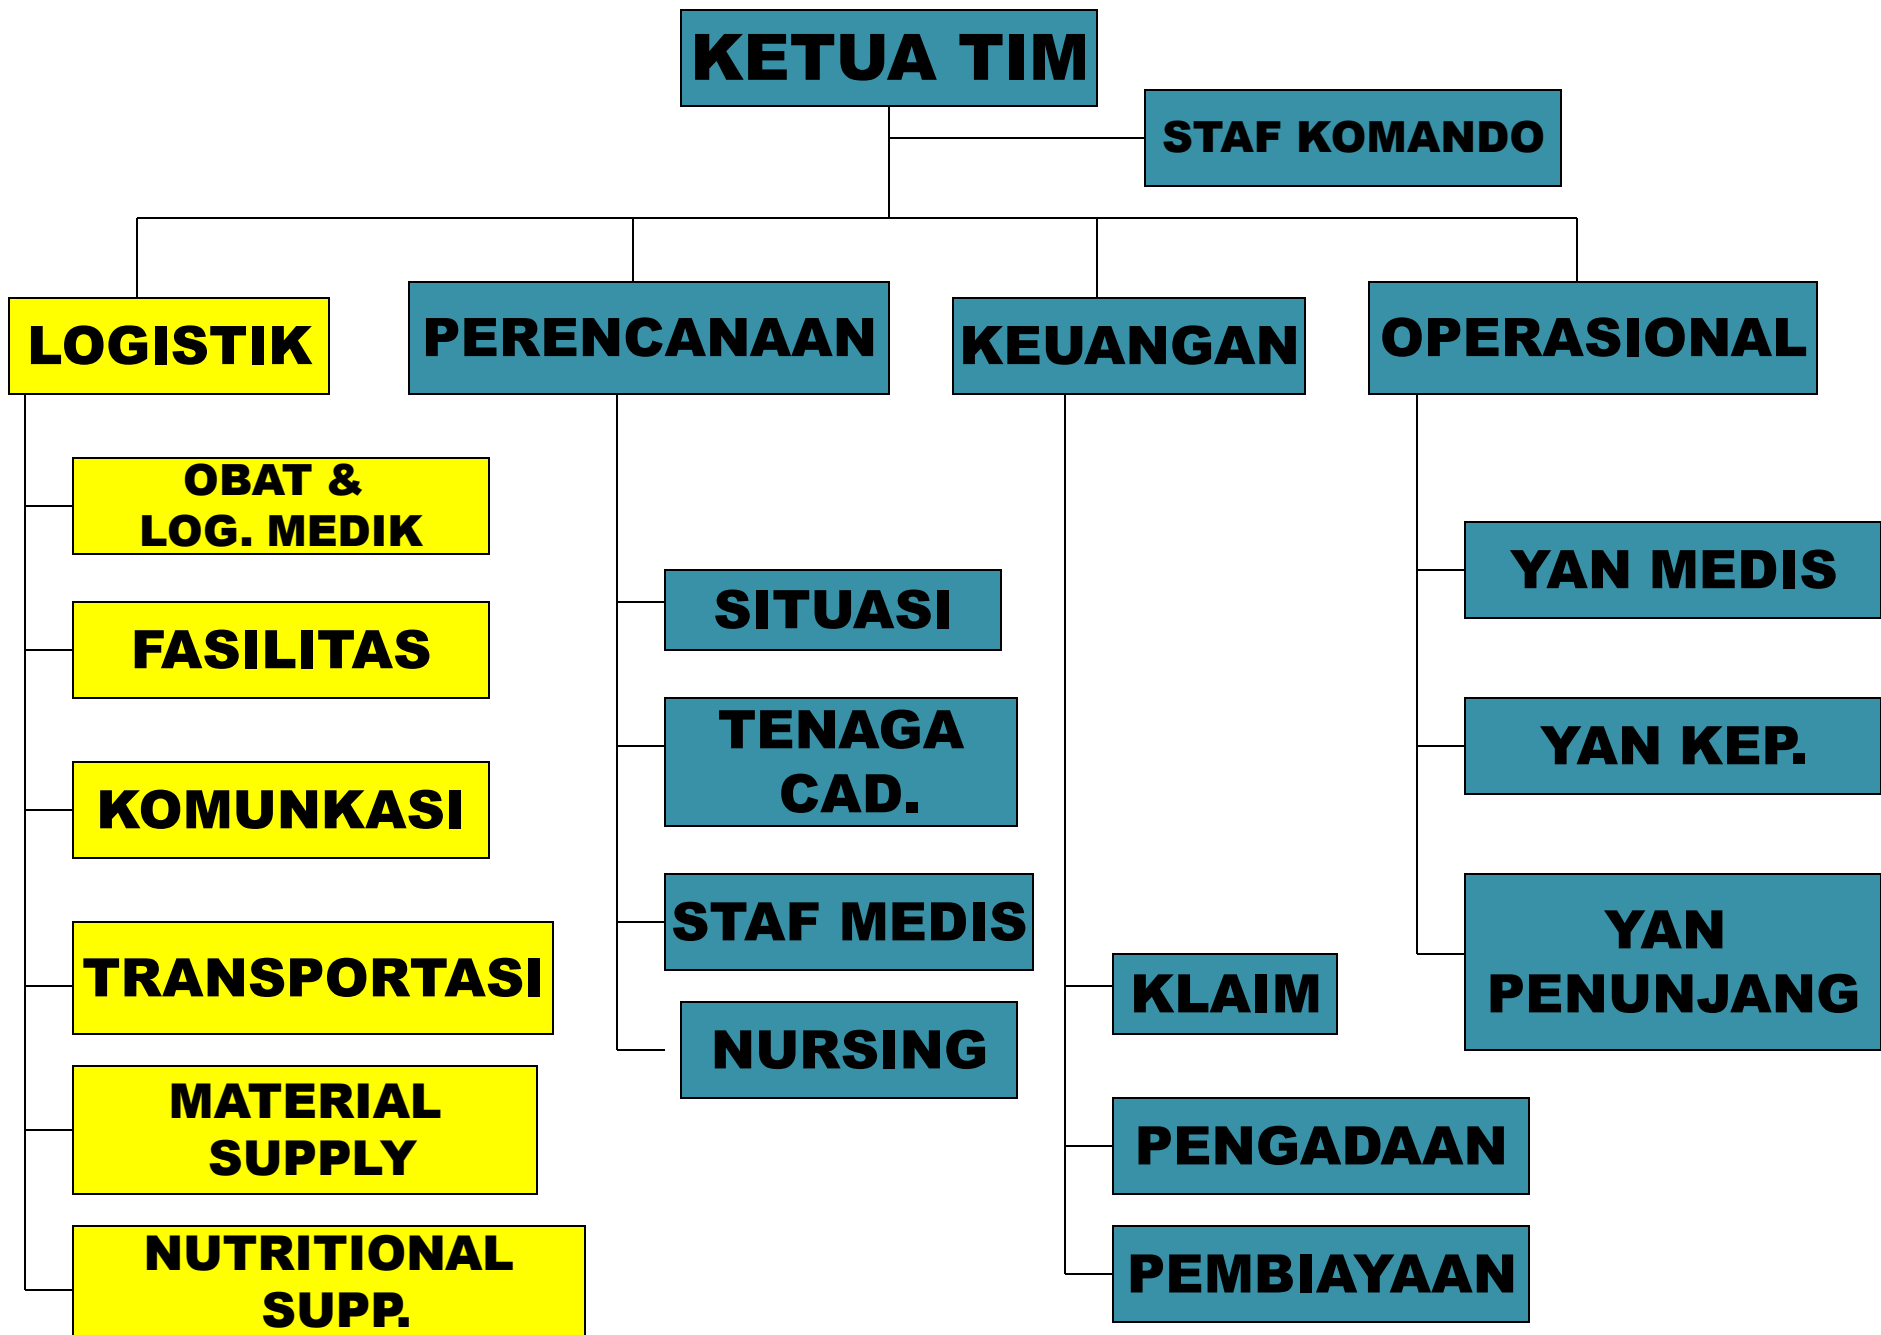 KETUA TIM
STAF KOMANDO
LOGISTIK
PERENCANAAN
KEUANGAN
OPERASIONAL
OBAT &
LOG. MEDIK
FASILITAS
KOMUNKASI
TRANSPORTASI
MATERIAL
SUPPLY
NUTRITIONAL
SUPP.
SITUASI
TENAGA
CAD.
STAF MEDIS
NURSING
KLAIM
PENGADAAN
PEMBIAYAAN
YAN MEDIS
YAN KEP.
YAN
PENUNJANG